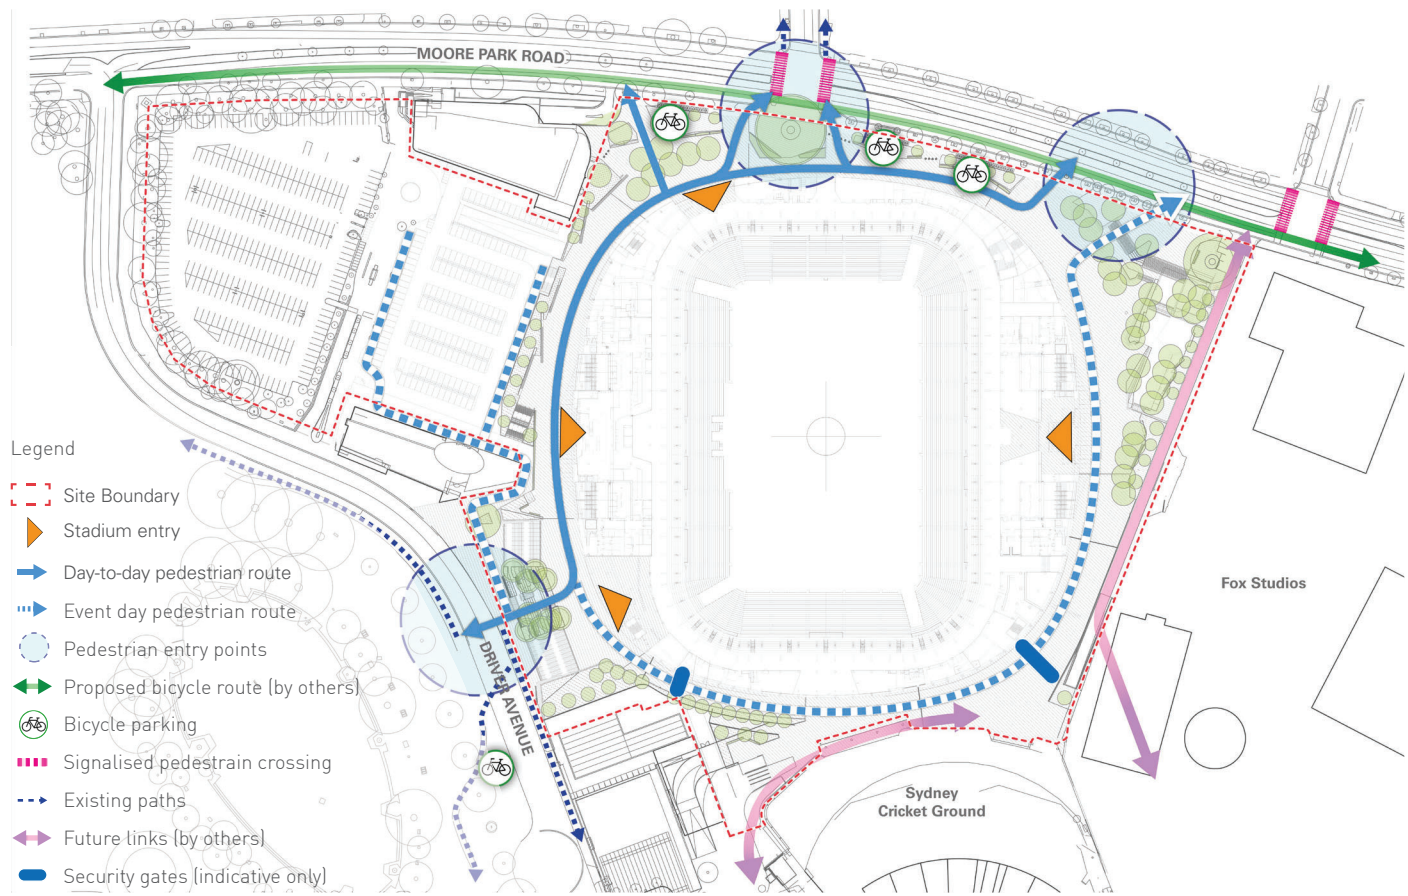 MOORE PARK ROAD
Legend
Site Boundary
Stadium entry
Day-to-day pedestrian route
Event day pedestrian route
Pedestrian entry points
Proposed bicycle route (by others)
Bicycle parking
Signalised pedestrain crossing
Existing paths
Future links (by others)
Security gates (indicative only)
DRIVER AVENUE
Fox Studios
Sydney
Cricket Ground